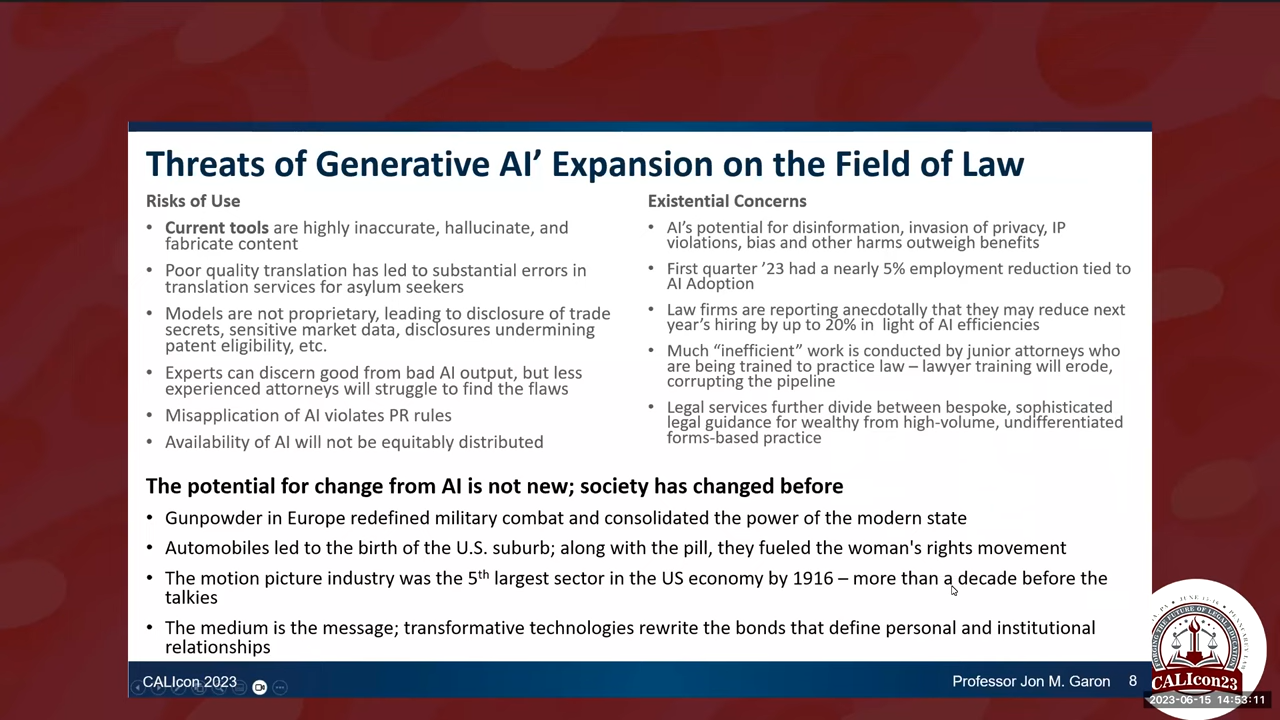 Threats of Generative AI’ Expansion on the Field of Law
Risks of Use
• Current tools are highly inaccurate, hallucinate, and
fabricate content
• Poor quality translation has led to substantial errors in
translation services for asylum seekers
• Models are not proprietary, leading to disclosure of trade
secrets, sensitive market data, disclosures undermining
patent eligibility, etc.
• Experts can discern good from bad AI output, but less
experienced attorneys will struggle to find the flaws
• Misapplication of AI violates PR rules
• Availability of AI will not be equitably distributed
Existential Concerns
• AI’s potential for disinformation, invasion of privacy, IP
violations, bias and other harms outweigh benefits
• First quarter ’23 had a nearly 5% employment reduction tied to
AI Adoption
• Law firms are reporting anecdotally that they may reduce next
year’s hiring by up to 20% in light of AI efficiencies
• Much “inefficient” work is conducted by junior attorneys who
are being trained to practice law – lawyer training will erode,
corrupting the pipeline
• Legal services further divide between bespoke, sophisticated
legal guidance for wealthy from high-volume, undifferentiated
forms-based practice
The potential for change from AI is not new; society has changed before
• Gunpowder in Europe redefined military combat and consolidated the power of the modern state
• Automobiles led to the birth of the U.S. suburb; along with the pill, they fueled the woman's rights movement
• The motion picture industry was the 5th largest sector in the US economy by 1916 – more than a decade before the
talkies
• The medium is the message; transformative technologies rewrite the bonds that define personal and institutional
relationships
CALIcon 2023
Professor Jon M. Garon 8
CALIcon23
2023-06-15 14:53:11